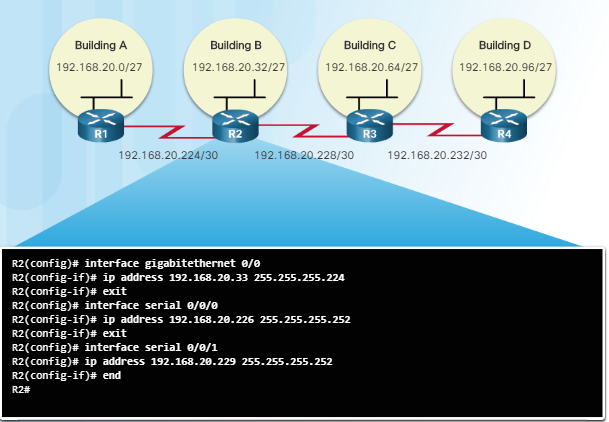 Building A
Building B
Building C
Building D
192.168.20.0/27
192.168.20.32/27
192.168.20.64/27
192.168.20.96/27
R1
R2
R3
R4
192.168.20.224/30
192.168.20.228/30
192.168.20.232/30
R2(config)# interface gigabitethernet 0/0
R2(config-if)# ip address 192.168.20.33 255.255.255.224
R2(config-if)# exit
R2(config)# interface serial 0/0/0
R2(config-if)# ip address 192.168.20.226 255.255.255.252
R2(config-if)# exit
R2(config)# interface serial 0/0/1
R2(config-if)# ip address 192.168.20.229 255.255.255.252
R2(config-if)# end
R2#